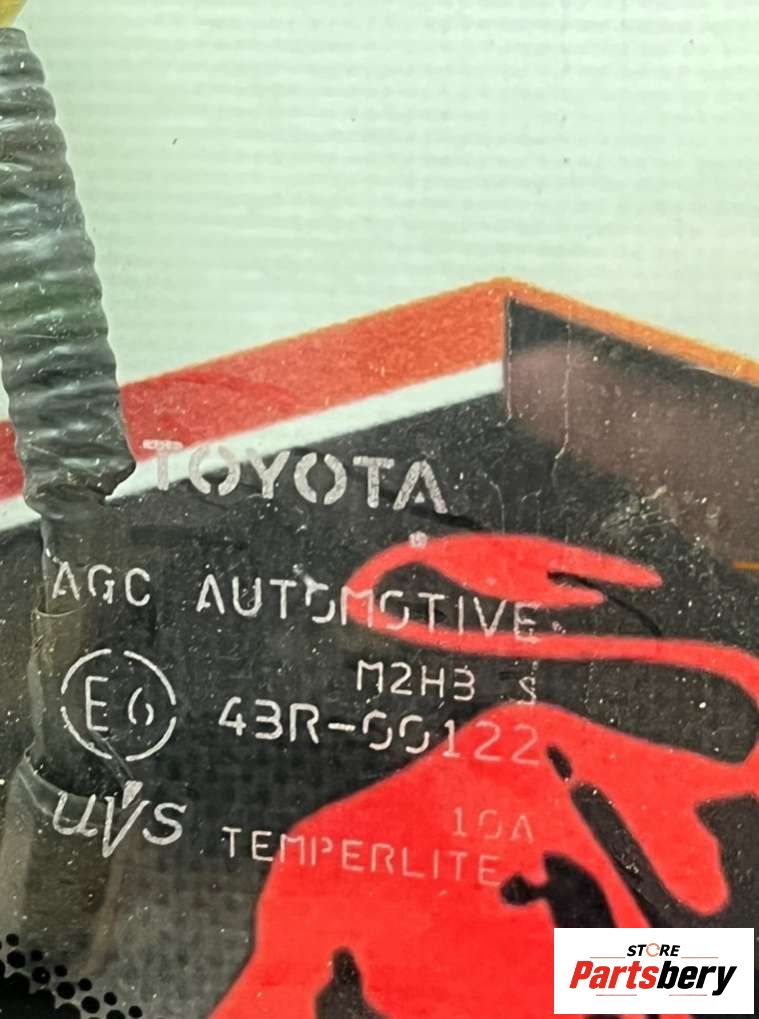 TOYOTA
AGC AUTOMOTIVE
M2H3 S
E6 43R-00122
UVS
10A
TEMPERLITE
STORE
Partsbery